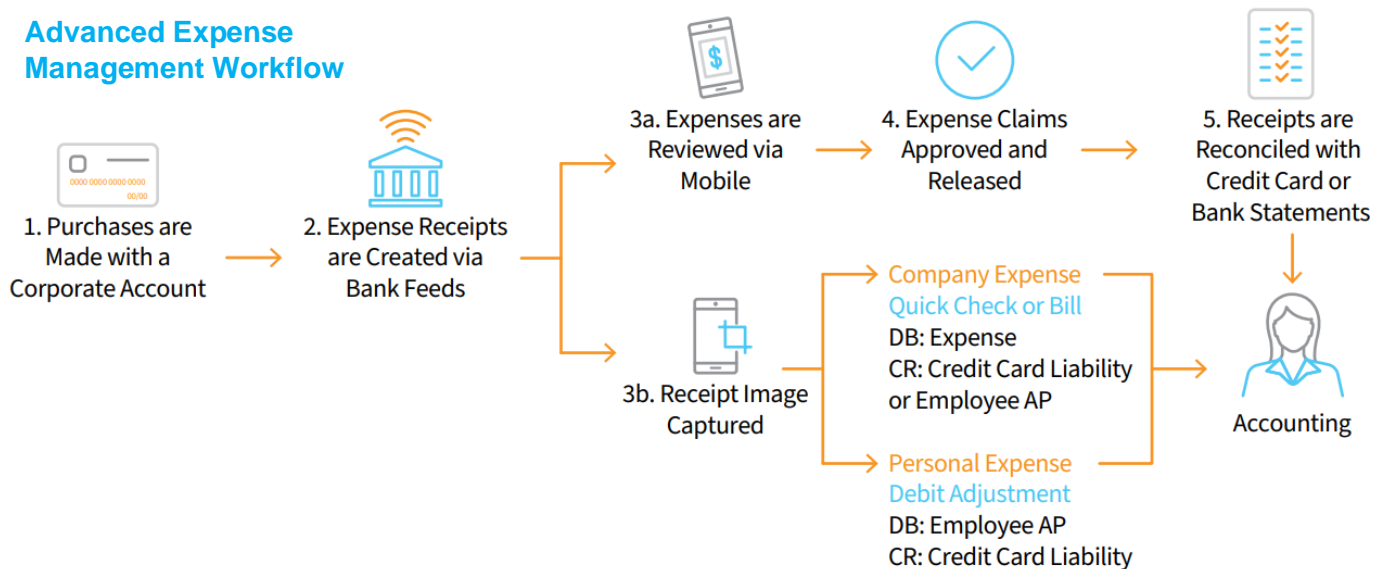 Advanced Expense
Management Workflow
0000 0000 0000 0000
00/00
1. Purchases are
Made with a
Corporate Account
2. Expense Receipts
are Created via
Bank Feeds
$
3a. Expenses are
Reviewed via
Mobile
4. Expense Claims
Approved and
Released
5. Receipts are
Reconciled with
Credit Card or
Bank Statements
3b. Receipt Image
Captured
Company Expense
Quick Check or Bill
DB: Expense
CR: Credit Card Liability
or Employee AP
Personal Expense
Debit Adjustment
DB: Employee AP
CR: Credit Card Liability
Accounting